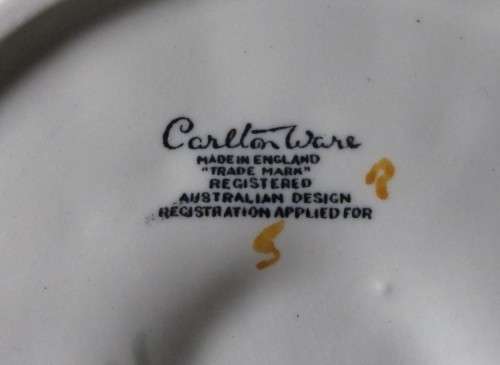 Carlton Ware
MADE IN ENGLAND
"TRADE MARK"
REGISTERED
AUSTRALIAN DESIGN
REGISTRATION APPLIED FOR
R
S